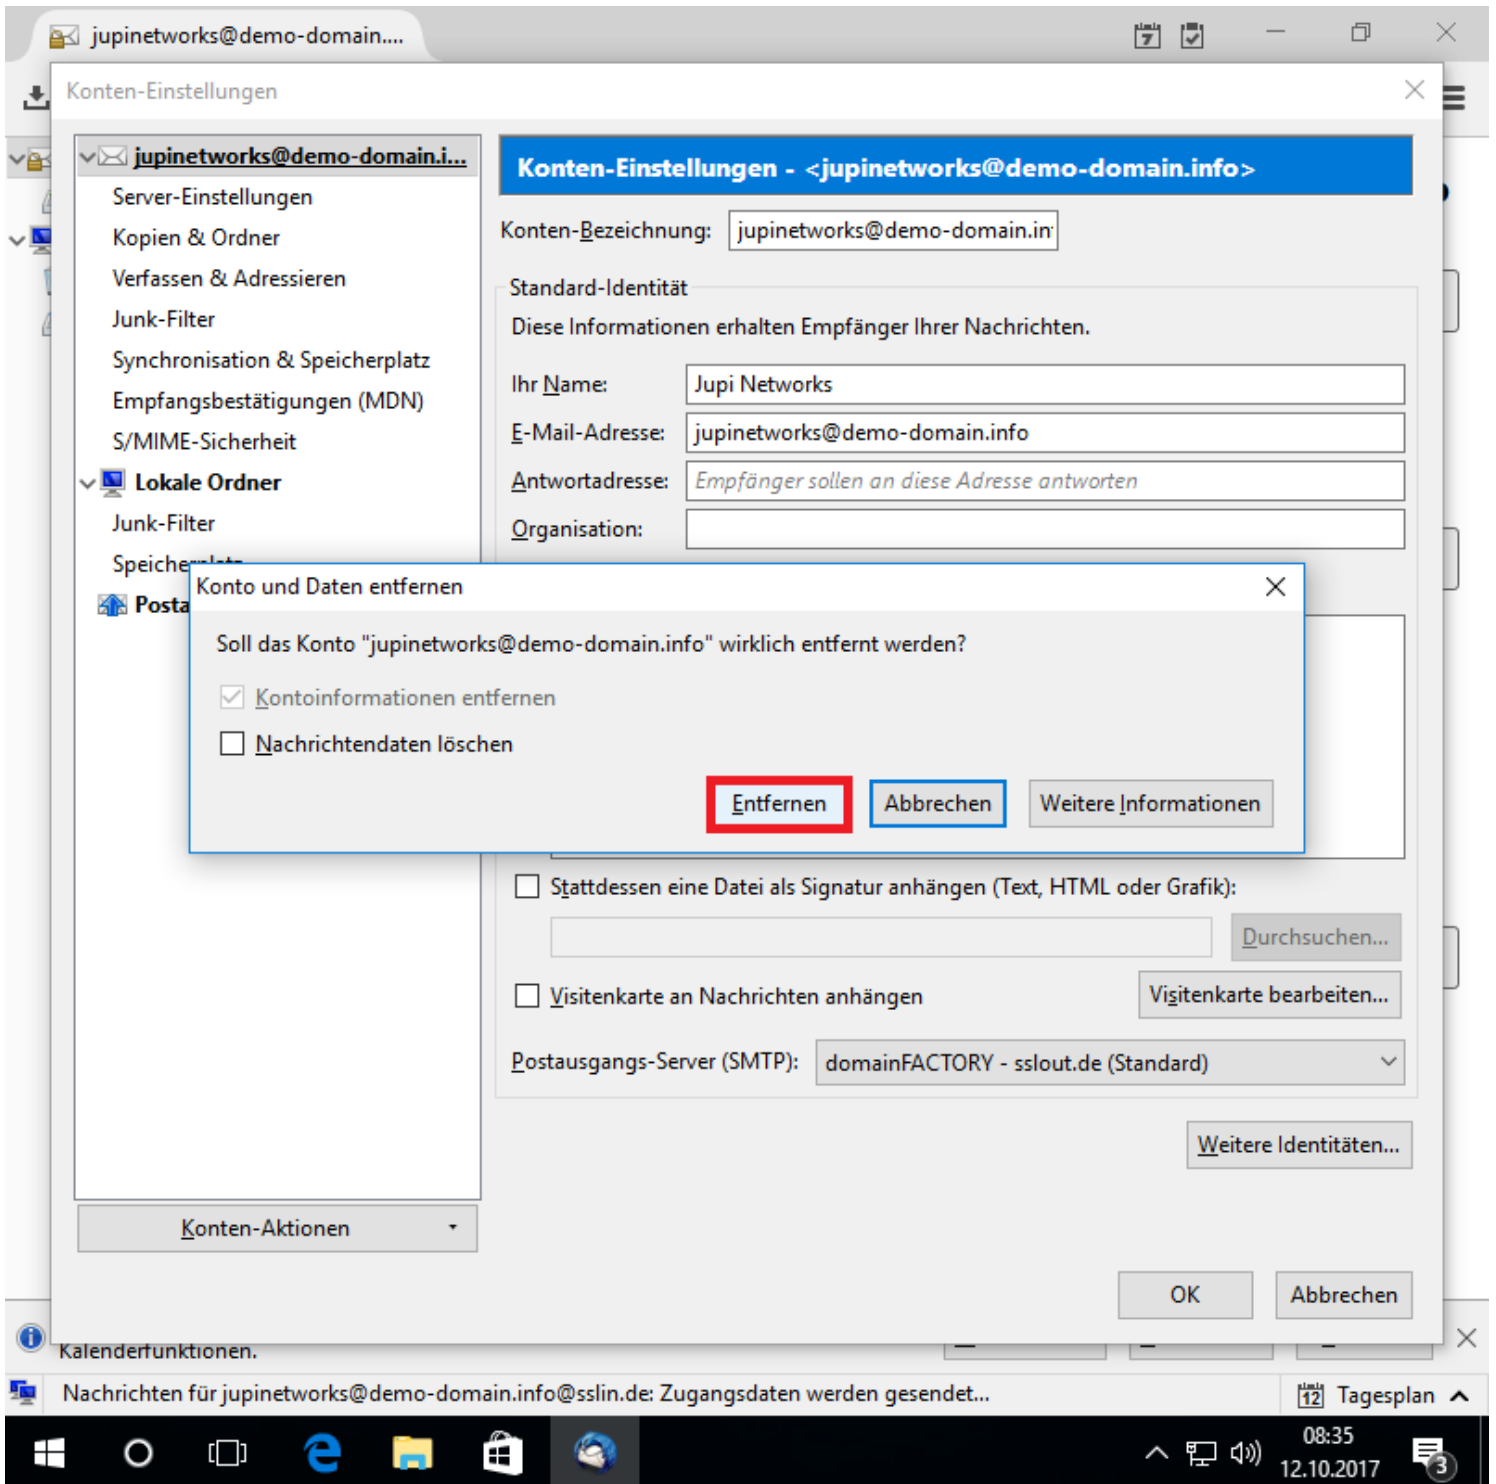 jupinetworks@demo-domain....
7
Konten-Einstellungen
jupinetworks@demo-domain.i...
Server-Einstellungen
Kopien & Ordner
Verfassen & Adressieren
Junk-Filter
Synchronisation & Speicherplatz
Empfangsbestätigungen (MDN)
S/MIME-Sicherheit
Lokale Ordner
Junk-Filter
Konten-Einstellungen - <jupinetworks@demo-domain.info>
Konten-Bezeichnung: jupinetworks@demo-domain.in
Standard-Identität
Diese Informationen erhalten Empfänger Ihrer Nachrichten.
Ihr Name: Jupi Networks
E-Mail-Adresse: jupinetworks@demo-domain.info
Antwortadresse: Empfänger sollen an diese Adresse antworten
Organisation:
Konto und Daten entfernen
Soll das Konto "jupinetworks@demo-domain.info" wirklich entfernt werden?
Kontoinformationen entfernen
Nachrichtendaten löschen
Entfernen Abbrechen Weitere Informationen
Stattdessen eine Datei als Signatur anhängen (Text, HTML oder Grafik):
Durchsuchen...
Visitenkarte an Nachrichten anhängen Visitenkarte bearbeiten...
Postausgangs-Server (SMTP): domainFACTORY - sslout.de (Standard)
Weitere Identitäten...
Konten-Aktionen
OK Abbrechen
Kalenderfunktionen.
Nachrichten für jupinetworks@demo-domain.info@sslin.de: Zugangsdaten werden gesendet... 12 Tagesplan
08:35
12.10.2017
3